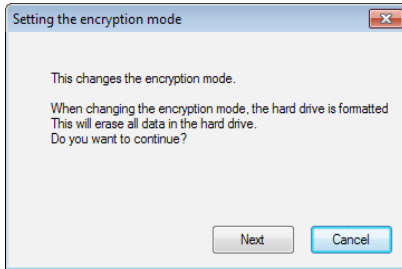 Setting the encryption mode
This changes the encryption mode.
When changing the encryption mode, the hard drive is formatted
This will erase all data in the hard drive.
Do you want to continue?
Next
Cancel